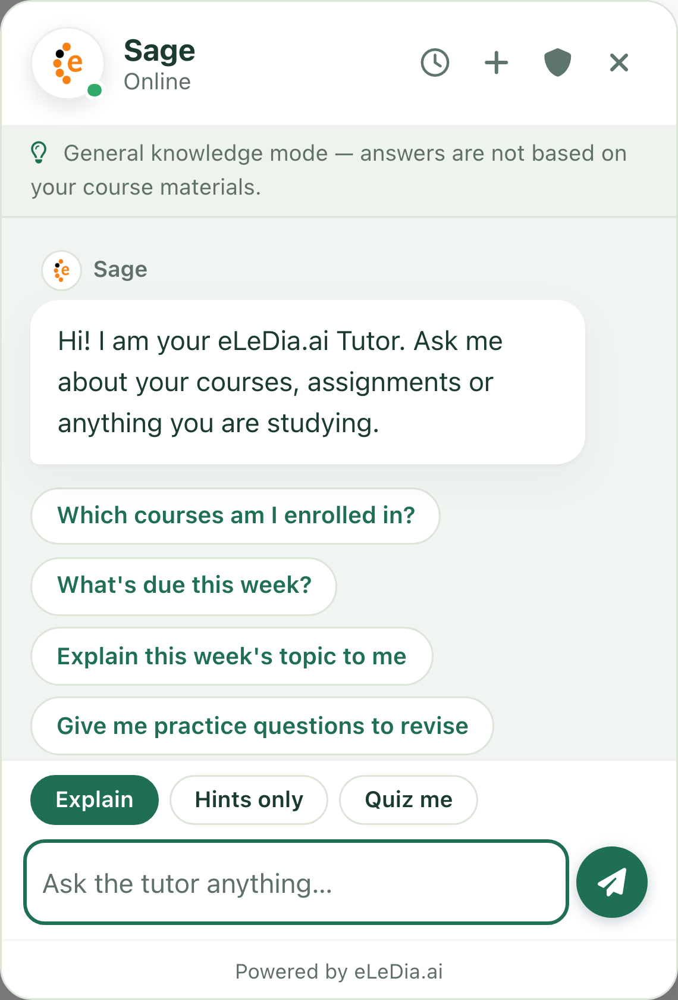 e
Sage
Online
General knowledge mode — answers are not based on
your course materials.
e
Sage
Hi! I am your eLeDia.ai Tutor. Ask me
about your courses, assignments or
anything you are studying.
Which courses am I enrolled in?
What's due this week?
Explain this week's topic to me
Give me practice questions to revise
Explain
Hints only
Quiz me
Ask the tutor anything...
Powered by eLeDia.ai